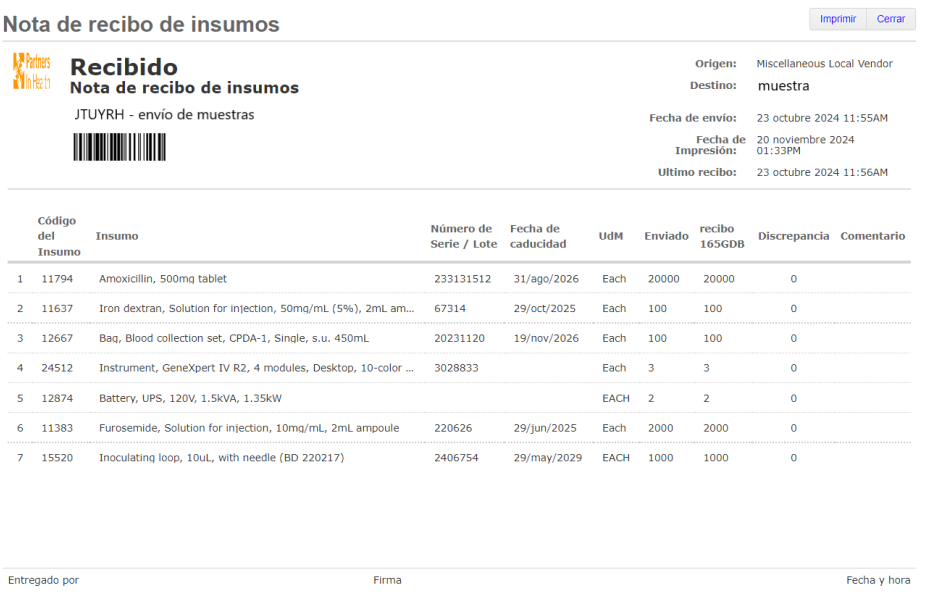 Nota de recibo de insumos
Imprimir Cerrar
Partners In Health
Recibido
Nota de recibo de insumos
JTUYRH - envío de muestras
Origen: Miscellaneous Local Vendor
Destino: muestra
Fecha de envío: 23 octubre 2024 11:55AM
Fecha de Impresión: 20 noviembre 2024 01:33PM
Ultimo recibo: 23 octubre 2024 11:56AM
Código del Insumo Insumo Número de Serie / Lote Fecha de caducidad UdM Enviado recibo 165GDB Discrepancia Comentario
1 11794 Amoxicillin, 500mg tablet 233131512 31/ago/2026 Each 20000 20000 0
2 11637 Iron dextran, Solution for injection, 50mg/mL (5%), 2mL am... 67314 29/oct/2025 Each 100 100 0
3 12667 Bag, Blood collection set, CPDA-1, Single, s.u. 450mL 20231120 19/nov/2026 Each 100 100 0
4 24512 Instrument, GeneXpert IV R2, 4 modules, Desktop, 10-color ... 3028833 Each 3 3 0
5 12874 Battery, UPS, 120V, 1.5kVA, 1.35kW EACH 2 2 0
6 11383 Furosemide, Solution for injection, 10mg/mL, 2mL ampoule 220626 29/jun/2025 Each 2000 2000 0
7 15520 Inoculating loop, 10uL, with needle (BD 220217) 2406754 29/may/2029 EACH 1000 1000 0
Entregado por Firma Fecha y hora